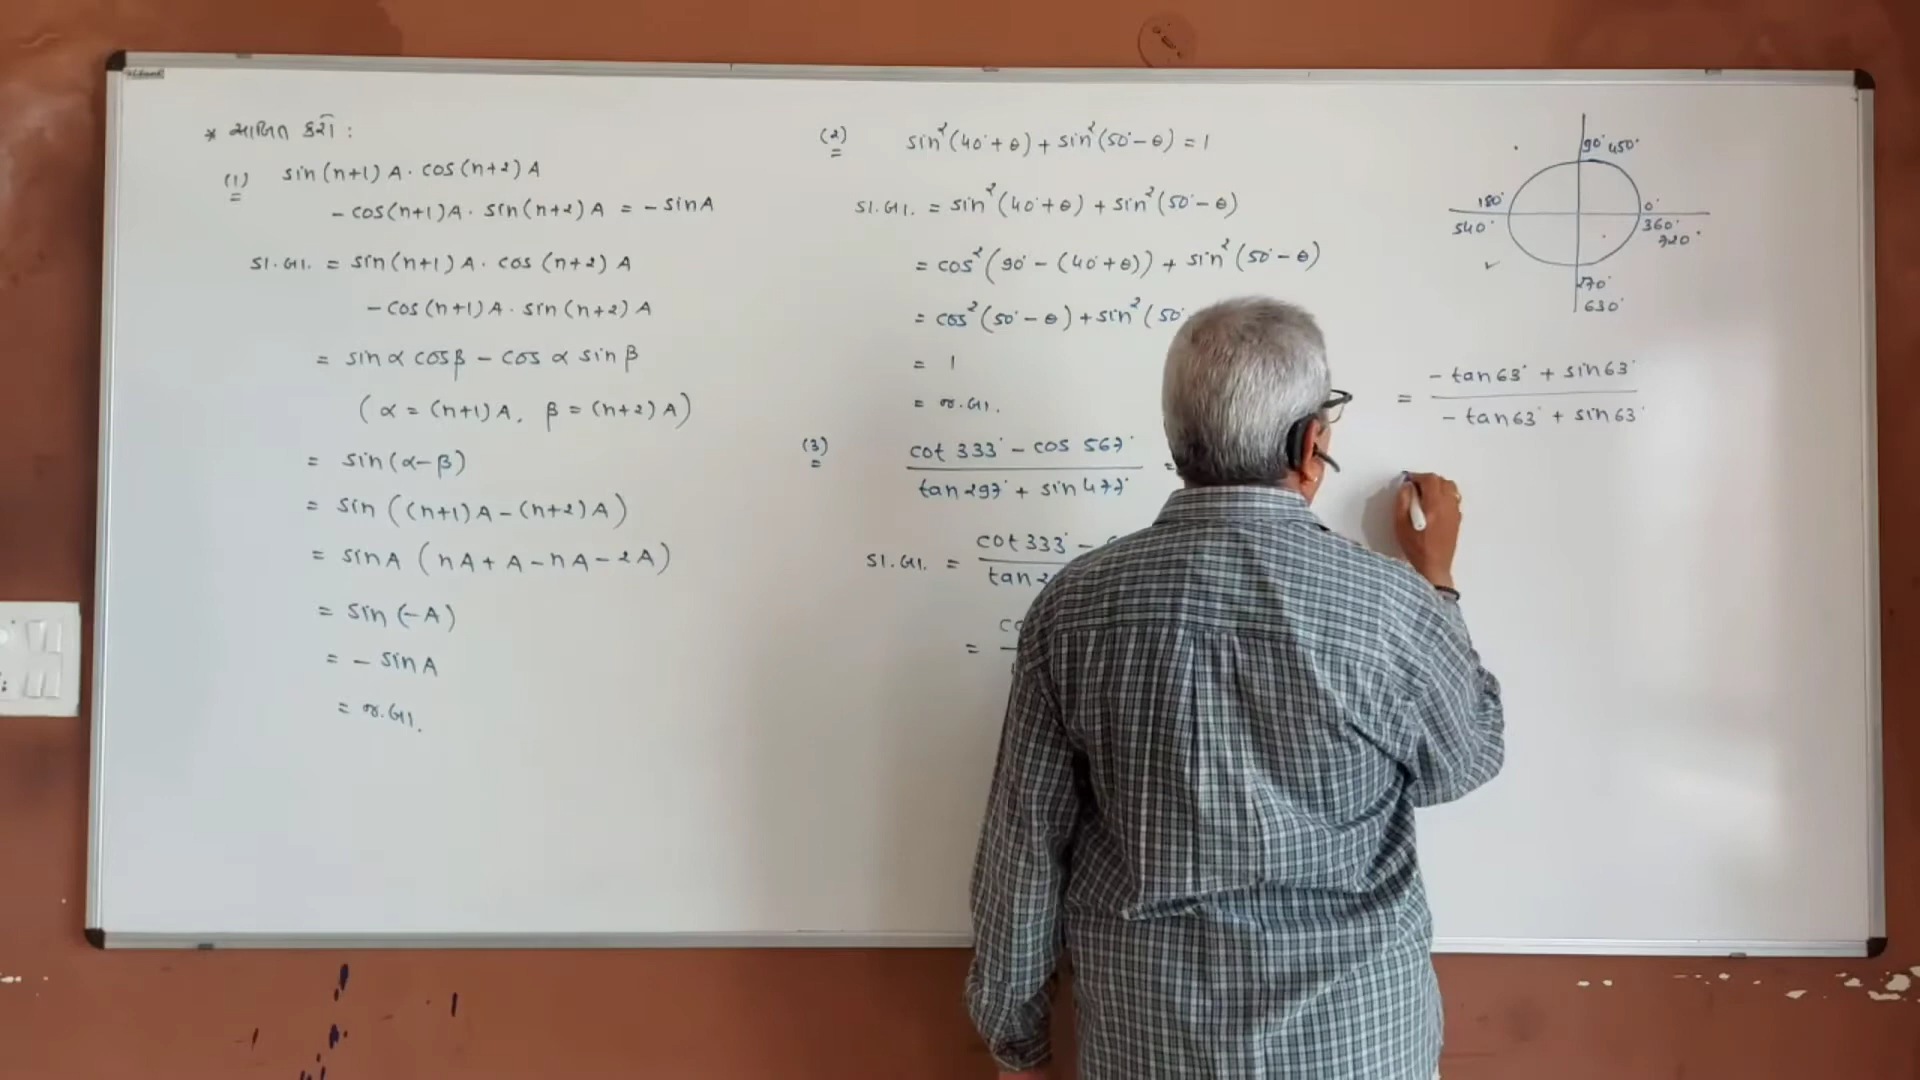 * સાબિત કરો :
(1) sin(n+1)A · cos(n+2)A
- cos(n+1)A · sin(n+2)A = - sinA
ડા.બા. = sin(n+1)A · cos(n+2)A
- cos(n+1)A · sin(n+2)A
= sin α cos β - cos α sin β
(α = (n+1)A, β = (n+2)A)
= sin(α-β)
= sin((n+1)A-(n+2)A)
= sinA (nA+A-nA-2A)
= sin(-A)
= - sinA
= જ.બા.
(2) sin²(40°+θ) + sin²(50°-θ) = 1
ડા.બા. = sin²(40°+θ) + sin²(50°-θ)
= cos²(90°-(40°+θ)) + sin²(50°-θ)
= cos²(50°-θ) + sin²(50°
= 1
= જ.બા.
(3) cot 333° - cos 567°
tan 297° + sin 477° =
ડા.બા. = cot 333° -
tan 2
=
90° 450°
180° 0°
540° 360°
720°
270°
630°
= - tan 63° + sin 63°
- tan 63° + sin 63°